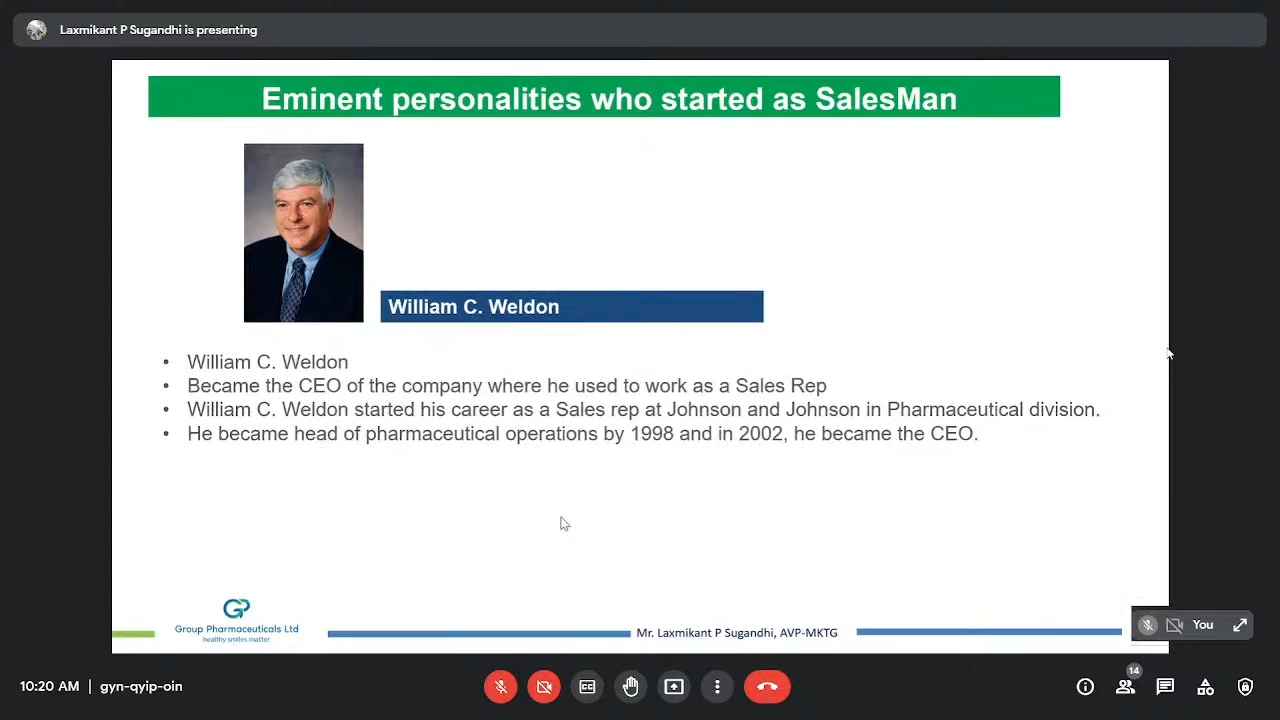 Laxmikant P Sugandhi is presenting
Eminent personalities who started as SalesMan
William C. Weldon
• William C. Weldon
• Became the CEO of the company where he used to work as a Sales Rep
• William C. Weldon started his career as a Sales rep at Johnson and Johnson in Pharmaceutical division.
• He became head of pharmaceutical operations by 1998 and in 2002, he became the CEO.
GP
Group Pharmaceuticals Ltd
healthy smiles matter
Mr. Laxmikant P Sugandhi, AVP-MKTG
You
10:20 AM | gyn-qyip-oin
14